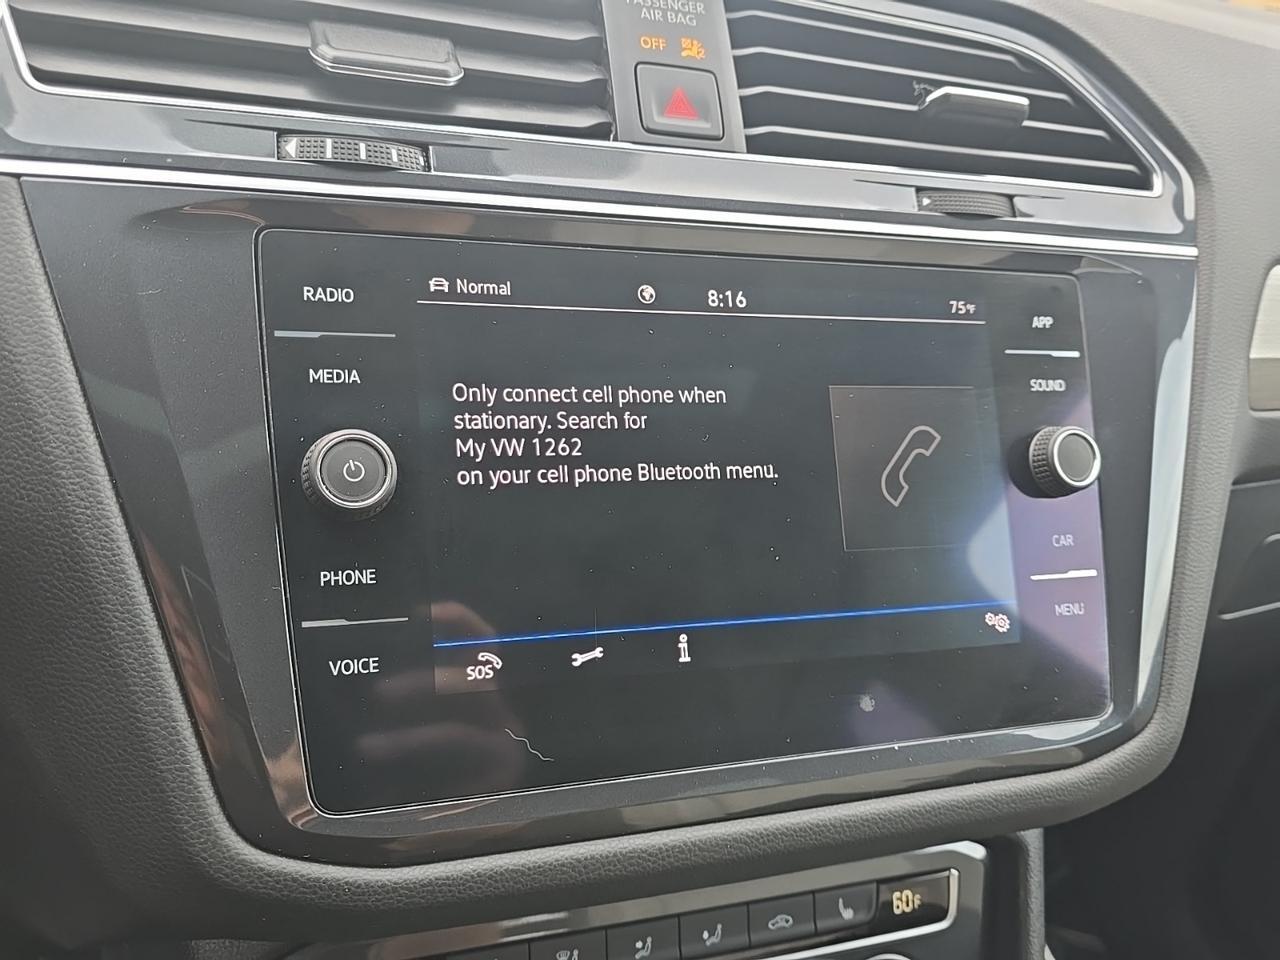 PASSENGER
AIR BAG
OFF
RADIO
Normal
8:16
75°F
APP
MEDIA
SOUND
Only connect cell phone when
stationary. Search for
My VW 1262
on your cell phone Bluetooth menu.
PHONE
CAR
MENU
VOICE
SOS
60F